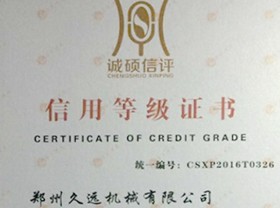 诚硕信评
CHENGSHUO XINPING
信用等级证书
CERTIFICATE OF CREDIT GRADE
统一编号：CSXP2016T0326
郑州久远机械有限公司